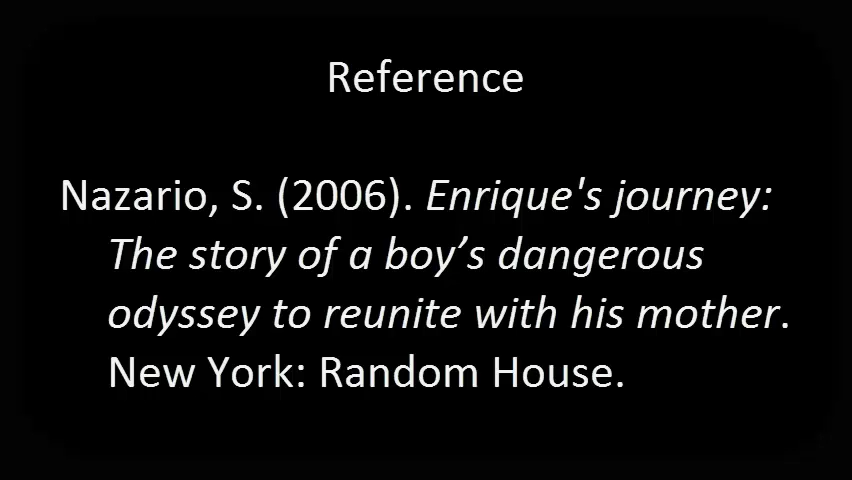 Reference
Nazario, S. (2006). Enrique's journey:
The story of a boy’s dangerous
odyssey to reunite with his mother.
New York: Random House.